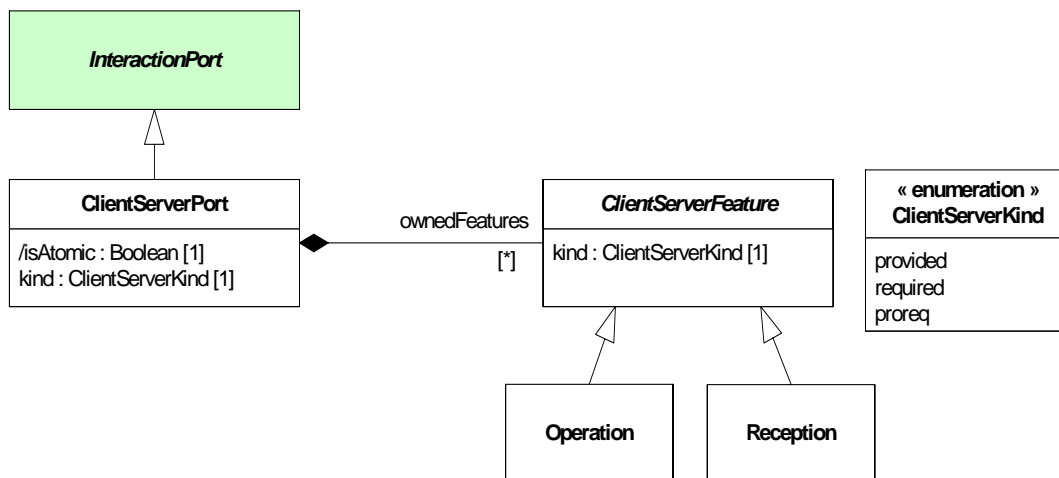 InteractionPort
ClientServerPort
/isAtomic : Boolean [1]
kind : ClientServerKind [1]
ownedFeatures
[*]
ClientServerFeature
kind : ClientServerKind [1]
« enumeration »
ClientServerKind
provided
required
proreq
Operation
Reception